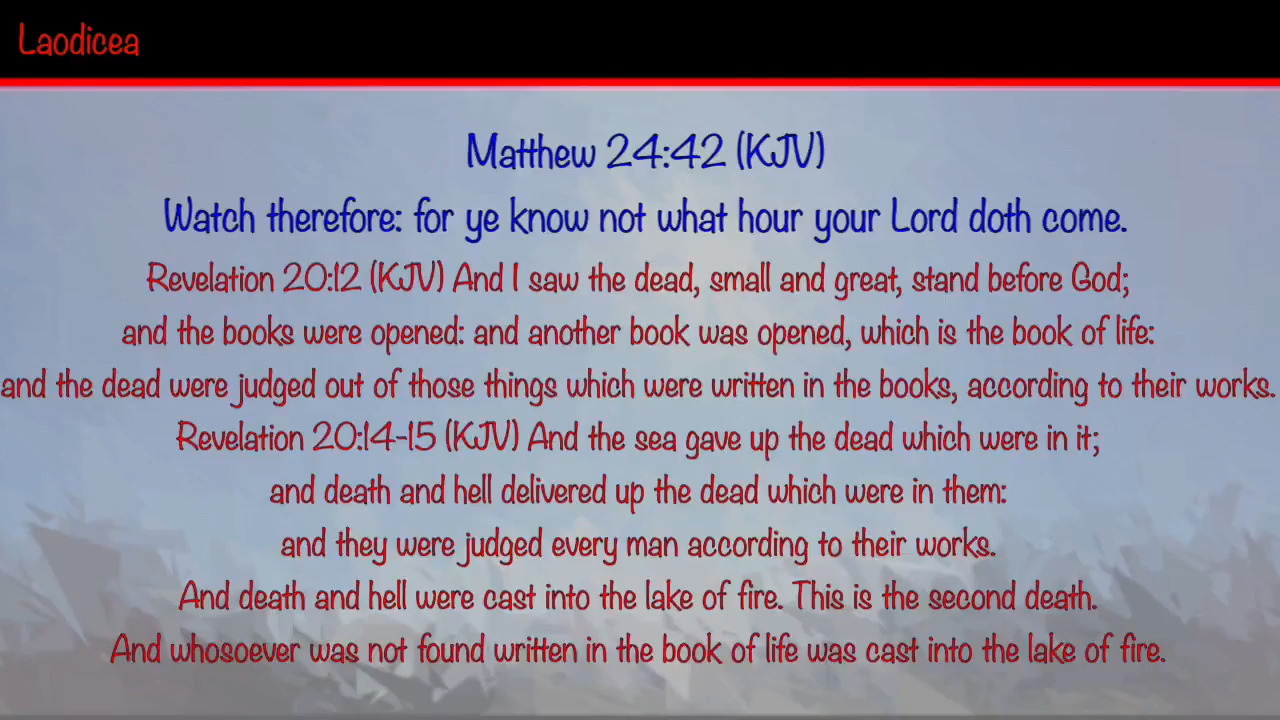 Laodicea
Matthew 24:42 (KJV)
Watch therefore: for ye know not what hour your Lord doth come.
Revelation 20:12 (KJV) And I saw the dead, small and great, stand before God;
and the books were opened: and another book was opened, which is the book of life:
and the dead were judged out of those things which were written in the books, according to their works.
Revelation 20:14-15 (KJV) And the sea gave up the dead which were in it;
and death and hell delivered up the dead which were in them:
and they were judged every man according to their works.
And death and hell were cast into the lake of fire. This is the second death.
And whosoever was not found written in the book of life was cast into the lake of fire.